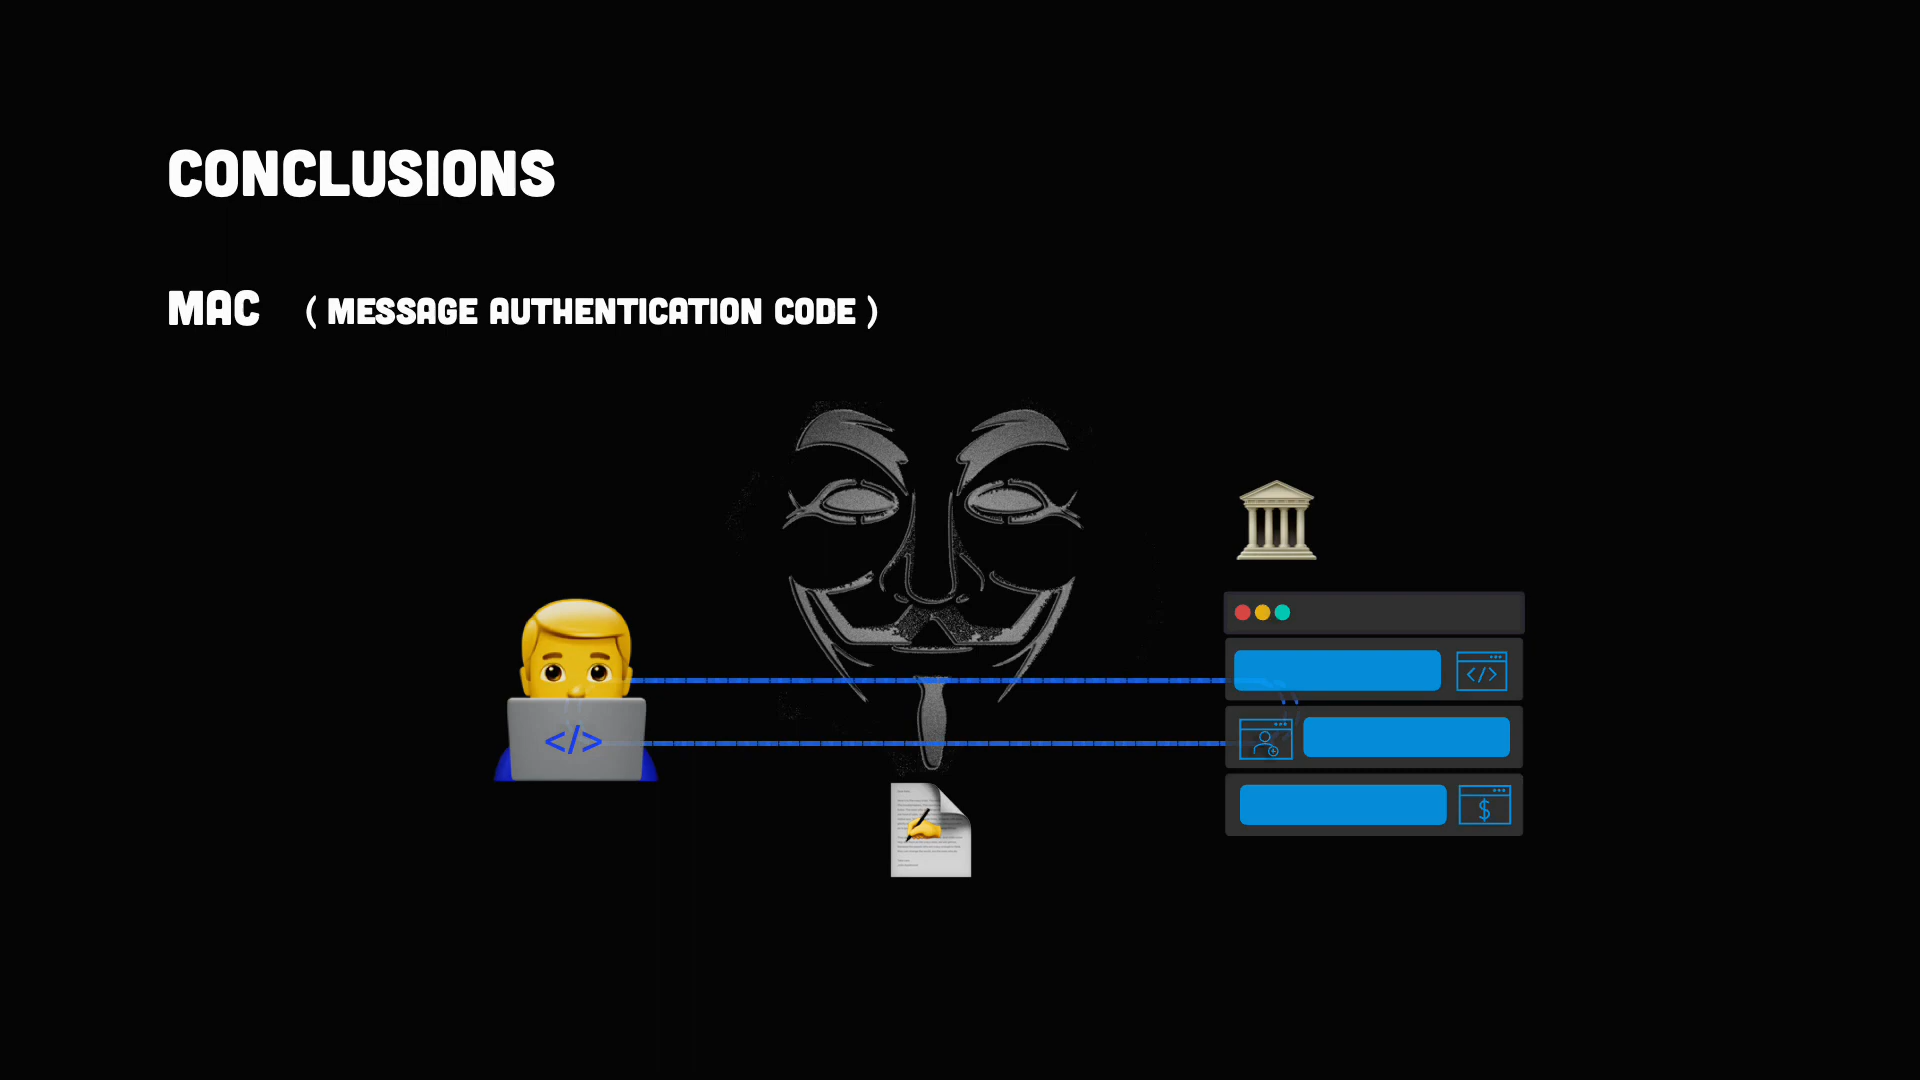 CONCLUSIONS
MAC ( MESSAGE AUTHENTICATION CODE )
</>
</>
$